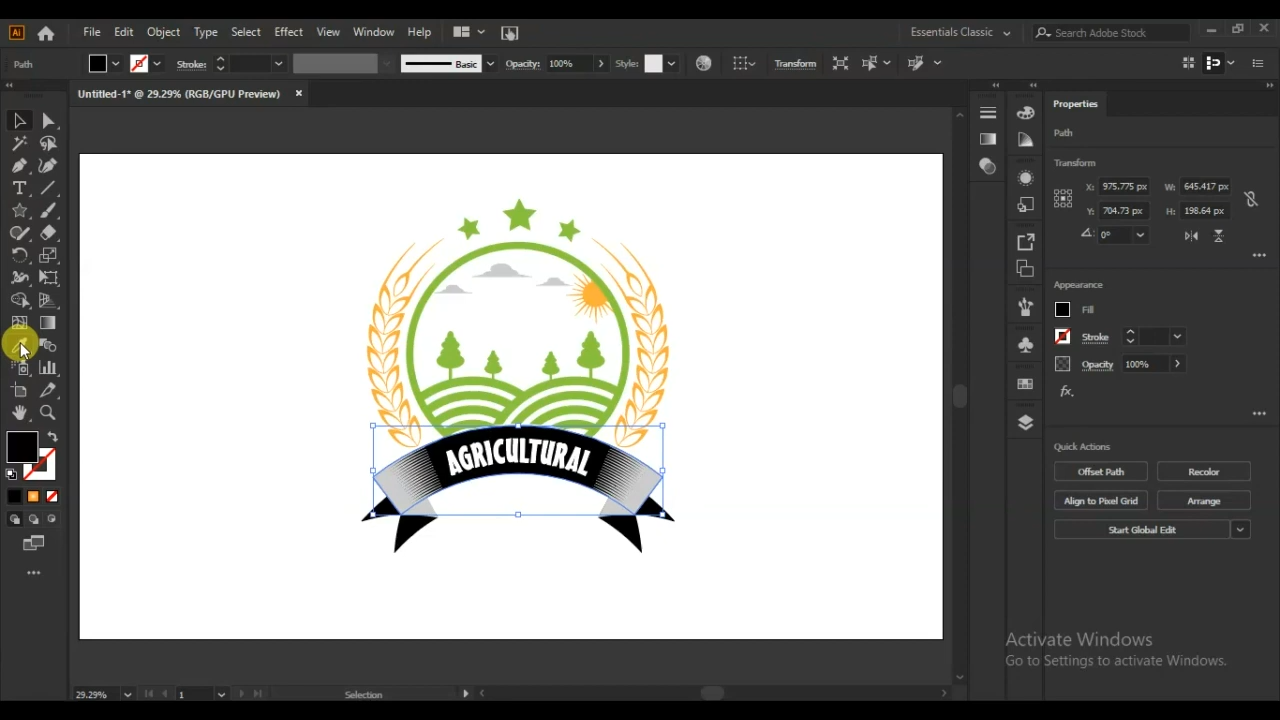 Ai File Edit Object Type Select Effect View Window Help Essentials Classic Search Adobe Stock
Path Stroke: Basic Opacity: 100% Style: Transform
Untitled-1* @ 29.29% (RGB/GPU Preview) ×
Properties
Path
Transform
X: 975.775 px W: 645.417 px
Y: 704.73 px H: 198.64 px
0°
Appearance
Fill
Stroke
Opacity 100%
fx.
Quick Actions
Offset Path Recolor
Align to Pixel Grid Arrange
Start Global Edit
AGRICULTURAL
Activate Windows
Go to Settings to activate Windows.
29.29% 1 Selection